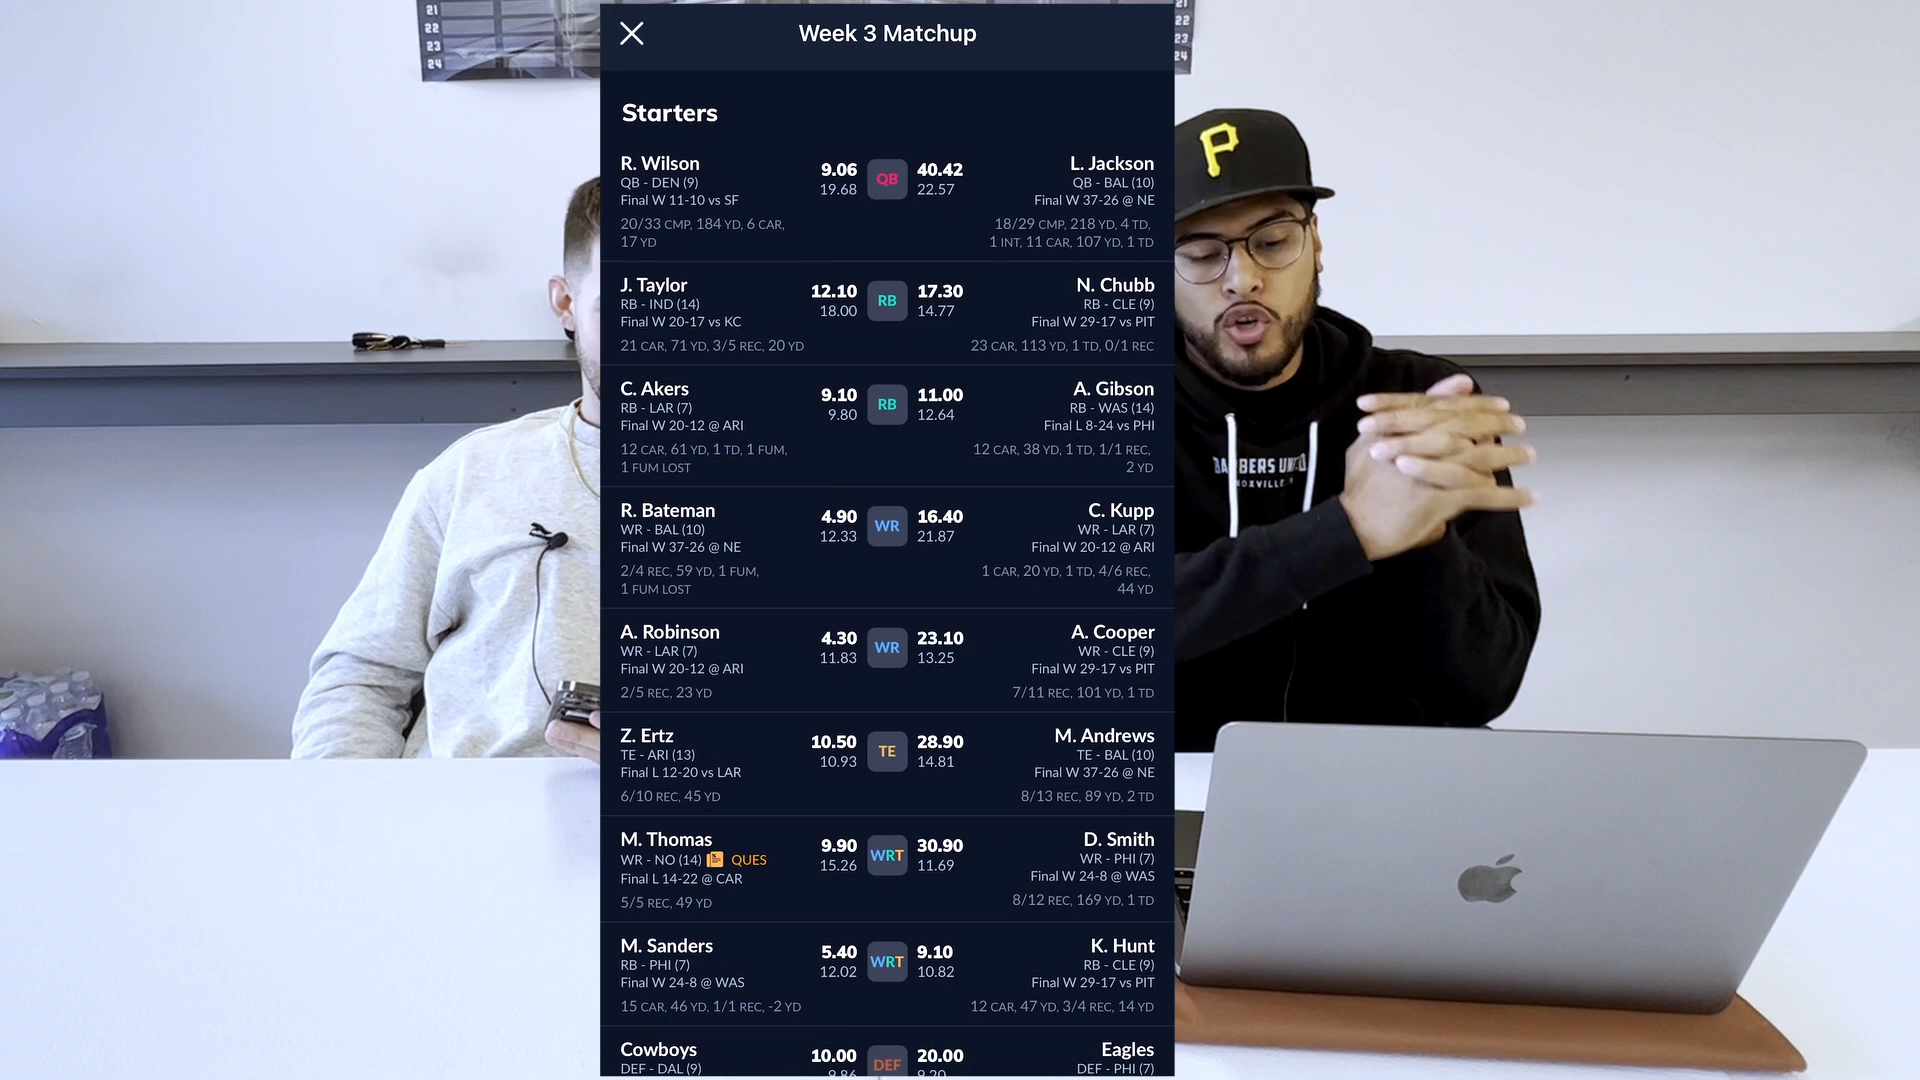 21
22
23
24
21
22
23
24
Week 3 Matchup
Starters
R. Wilson
QB - DEN (9)
Final W 11-10 vs SF
20/33 CMP, 184 YD, 6 CAR,
17 YD
9.06
19.68
QB
40.42
22.57
L. Jackson
QB - BAL (10)
Final W 37-26 @ NE
18/29 CMP, 218 YD, 4 TD,
1 INT, 11 CAR, 107 YD, 1 TD
J. Taylor
RB - IND (14)
Final W 20-17 vs KC
21 CAR, 71 YD, 3/5 REC, 20 YD
12.10
18.00
RB
17.30
14.77
N. Chubb
RB - CLE (9)
Final W 29-17 vs PIT
23 CAR, 113 YD, 1 TD, 0/1 REC
C. Akers
RB - LAR (7)
Final W 20-12 @ ARI
12 CAR, 61 YD, 1 TD, 1 FUM,
1 FUM LOST
9.10
9.80
RB
11.00
12.64
A. Gibson
RB - WAS (14)
Final L 8-24 vs PHI
12 CAR, 38 YD, 1 TD, 1/1 REC,
2 YD
R. Bateman
WR - BAL (10)
Final W 37-26 @ NE
2/4 REC, 59 YD, 1 FUM,
1 FUM LOST
4.90
12.33
WR
16.40
21.87
C. Kupp
WR - LAR (7)
Final W 20-12 @ ARI
1 CAR, 20 YD, 1 TD, 4/6 REC,
44 YD
A. Robinson
WR - LAR (7)
Final W 20-12 @ ARI
2/5 REC, 23 YD
4.30
11.83
WR
23.10
13.25
A. Cooper
WR - CLE (9)
Final W 29-17 vs PIT
7/11 REC, 101 YD, 1 TD
Z. Ertz
TE - ARI (13)
Final L 12-20 vs LAR
6/10 REC, 45 YD
10.50
10.93
TE
28.90
14.81
M. Andrews
TE - BAL (10)
Final W 37-26 @ NE
8/13 REC, 89 YD, 2 TD
M. Thomas
WR - NO (14) QUES
Final L 14-22 @ CAR
5/5 REC, 49 YD
9.90
15.26
WRT
30.90
11.69
D. Smith
WR - PHI (7)
Final W 24-8 @ WAS
8/12 REC, 169 YD, 1 TD
M. Sanders
RB - PHI (7)
Final W 24-8 @ WAS
15 CAR, 46 YD, 1/1 REC, -2 YD
5.40
12.02
WRT
9.10
10.82
K. Hunt
RB - CLE (9)
Final W 29-17 vs PIT
12 CAR, 47 YD, 3/4 REC, 14 YD
Cowboys
DEF - DAL (9)
10.00
9.86
DEF
20.00
9.20
Eagles
DEF - PHI (7)
P